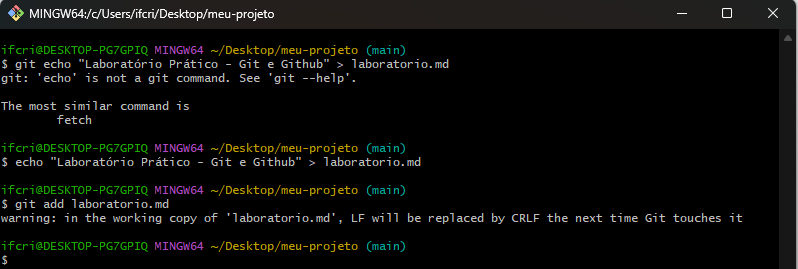 MINGW64:/c/Users/ifcri/Desktop/meu-projeto
ifcri@DESKTOP-PG7GPIQ MINGW64 ~/Desktop/meu-projeto (main)
$ git echo "Laboratório Prático - Git e Github" > laboratorio.md
git: 'echo' is not a git command. See 'git --help'.
The most similar command is
fetch
ifcri@DESKTOP-PG7GPIQ MINGW64 ~/Desktop/meu-projeto (main)
$ echo "Laboratório Prático - Git e Github" > laboratorio.md
ifcri@DESKTOP-PG7GPIQ MINGW64 ~/Desktop/meu-projeto (main)
$ git add laboratorio.md
warning: in the working copy of 'laboratorio.md', LF will be replaced by CRLF the next time Git touches it
ifcri@DESKTOP-PG7GPIQ MINGW64 ~/Desktop/meu-projeto (main)
$